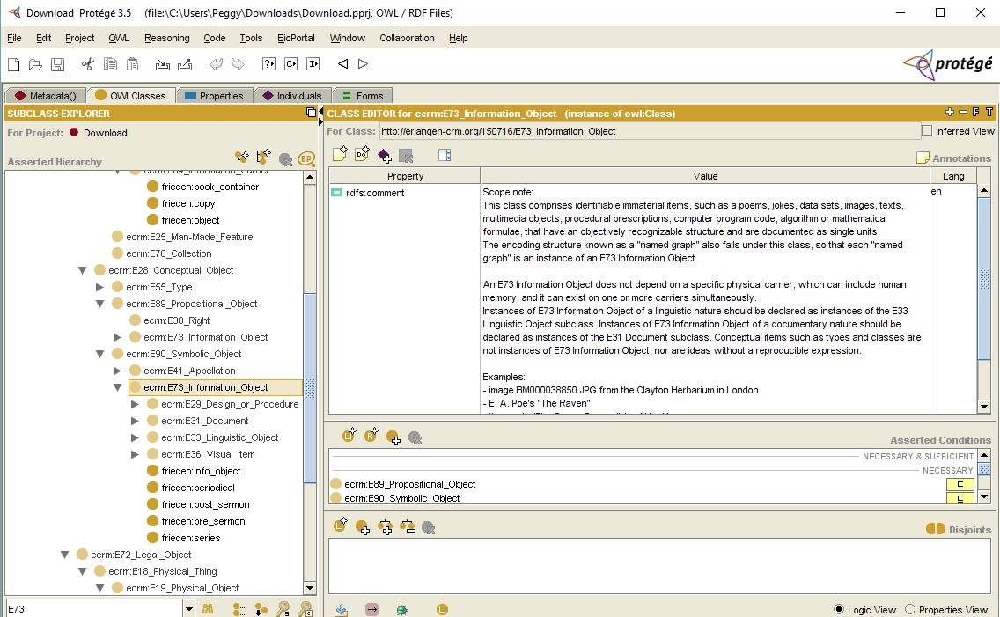 Download Protégé 3.5 (file:\C:\Users\Peggy\Downloads\Download.pprj, OWL / RDF Files)
File Edit Project OWL Reasoning Code Tools BioPortal Window Collaboration Help
protégé
Metadata() OWLClasses Properties Individuals Forms
SUBCLASS EXPLORER
For Project: Download
Asserted Hierarchy
BP
ecrm:E84_Information_Carrier
frieden:book_container
frieden:copy
frieden:object
ecrm:E25_Man-Made_Feature
ecrm:E78_Collection
ecrm:E28_Conceptual_Object
ecrm:E55_Type
ecrm:E89_Propositional_Object
ecrm:E30_Right
ecrm:E73_Information_Object
ecrm:E90_Symbolic_Object
ecrm:E41_Appellation
ecrm:E73_Information_Object
ecrm:E29_Design_or_Procedure
ecrm:E31_Document
ecrm:E33_Linguistic_Object
ecrm:E36_Visual_Item
frieden:info_object
frieden:periodical
frieden:post_sermon
frieden:pre_sermon
frieden:series
ecrm:E72_Legal_Object
ecrm:E18_Physical_Thing
ecrm:E19_Physical_Object
E73
CLASS EDITOR for ecrm:E73_Information_Object (instance of owl:Class)
F T
For Class: http://erlangen-crm.org/150716/E73_Information_Object
Inferred View
Annotations
Property Value Lang
rdfs:comment
Scope note:
This class comprises identifiable immaterial items, such as a poems, jokes, data sets, images, texts,
multimedia objects, procedural prescriptions, computer program code, algorithm or mathematical
formulae, that have an objectively recognizable structure and are documented as single units.
The encoding structure known as a "named graph" also falls under this class, so that each "named
graph" is an instance of an E73 Information Object.
An E73 Information Object does not depend on a specific physical carrier, which can include human
memory, and it can exist on one or more carriers simultaneously.
Instances of E73 Information Object of a linguistic nature should be declared as instances of the E33
Linguistic Object subclass. Instances of E73 Information Object of a documentary nature should be
declared as instances of the E31 Document subclass. Conceptual items such as types and classes are
not instances of E73 Information Object, nor are ideas without a reproducible expression.
Examples:
- image BM000038850.JPG from the Clayton Herbarium in London
- E. A. Poe's "The Raven"
en
Asserted Conditions
NECESSARY & SUFFICIENT
NECESSARY
ecrm:E89_Propositional_Object
ecrm:E90_Symbolic_Object
Disjoints
Logic View Properties View